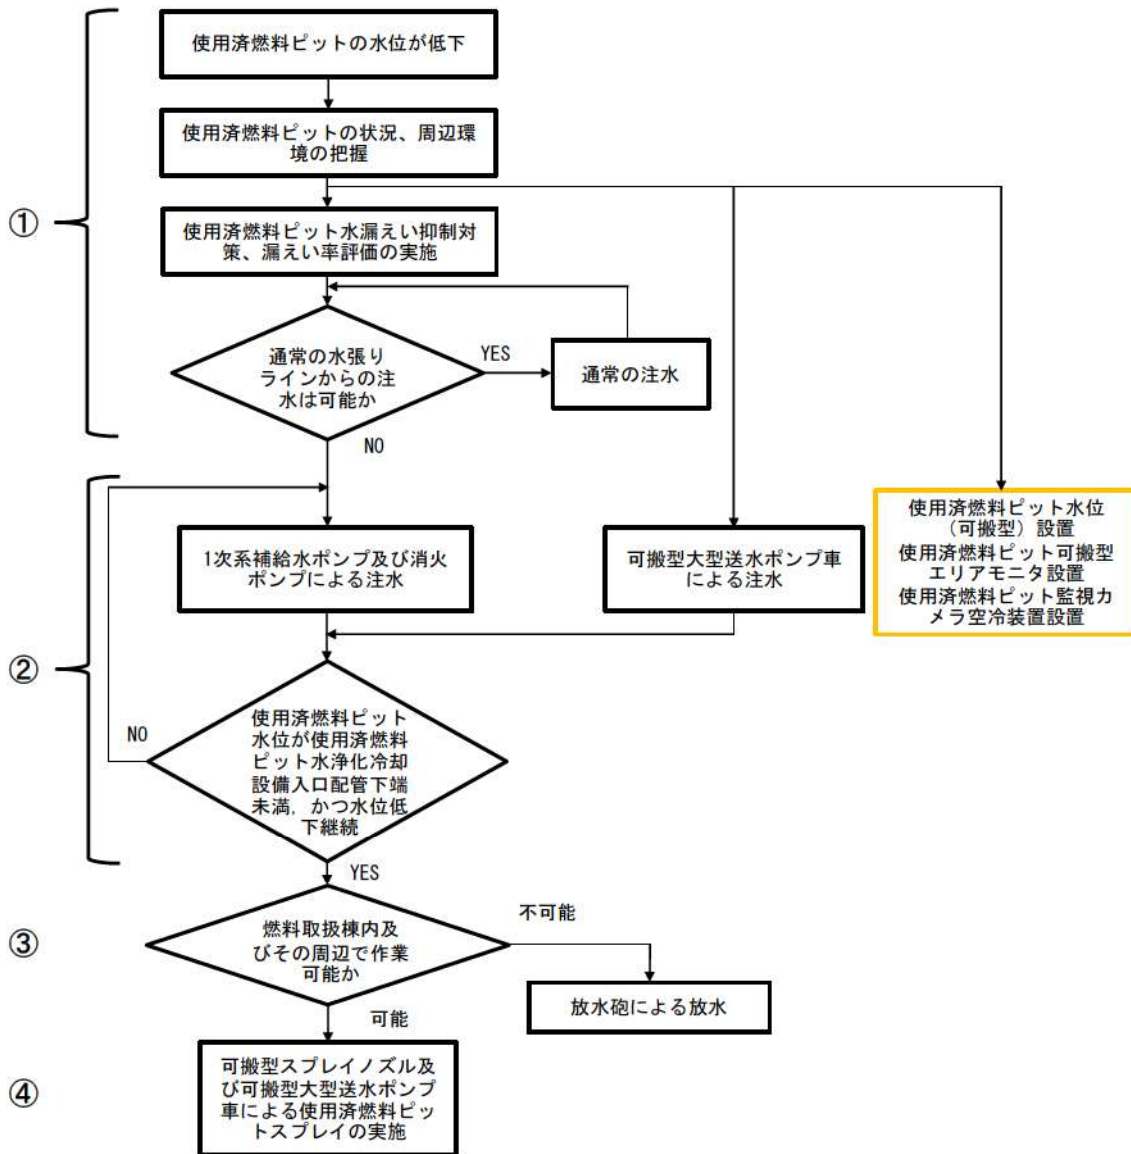 使用済燃料ピットの水位が低下
使用済燃料ピットの状況、周辺環
境の把握
①
使用済燃料ピット水漏えい抑制対
策、漏えい率評価の実施
通常の水張り
ラインからの注
水は可能か
YES
通常の注水
NO
②
1次系補給水ポンプ及び消火
ポンプによる注水
可搬型大型送水ポンプ車
による注水
使用済燃料ピット水位
（可搬型）設置
使用済燃料ピット可搬型
エリアモニタ設置
使用済燃料ピット監視カ
メラ空冷装置設置
NO
使用済燃料ピット
水位が使用済燃料
ピット水浄化冷却
設備入口配管下端
未満，かつ水位低
下継続
YES
③
燃料取扱棟内及
びその周辺で作業
可能か
不可能
放水砲による放水
可能
④
可搬型スプレイノズル及
び可搬型大型送水ポンプ
車による使用済燃料ピッ
トスプレイの実施